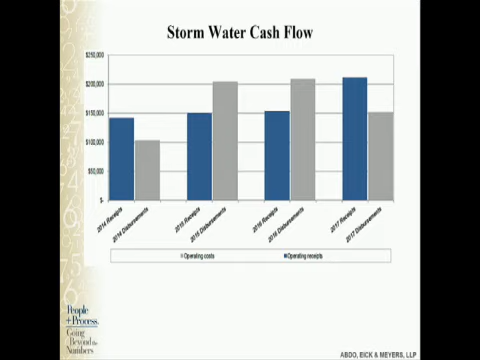 Storm Water Cash Flow
$250,000
$200,000
$150,000
$100,000
$50,000
$-
2014 Receipts
2014 Disbursements
2015 Receipts
2015 Disbursements
2016 Receipts
2016 Disbursements
2017 Receipts
2017 Disbursements
Operating costs
Operating receipts
People
+Process.
Going
Beyond the
Numbers
ABDO, EICK & MEYERS, LLP